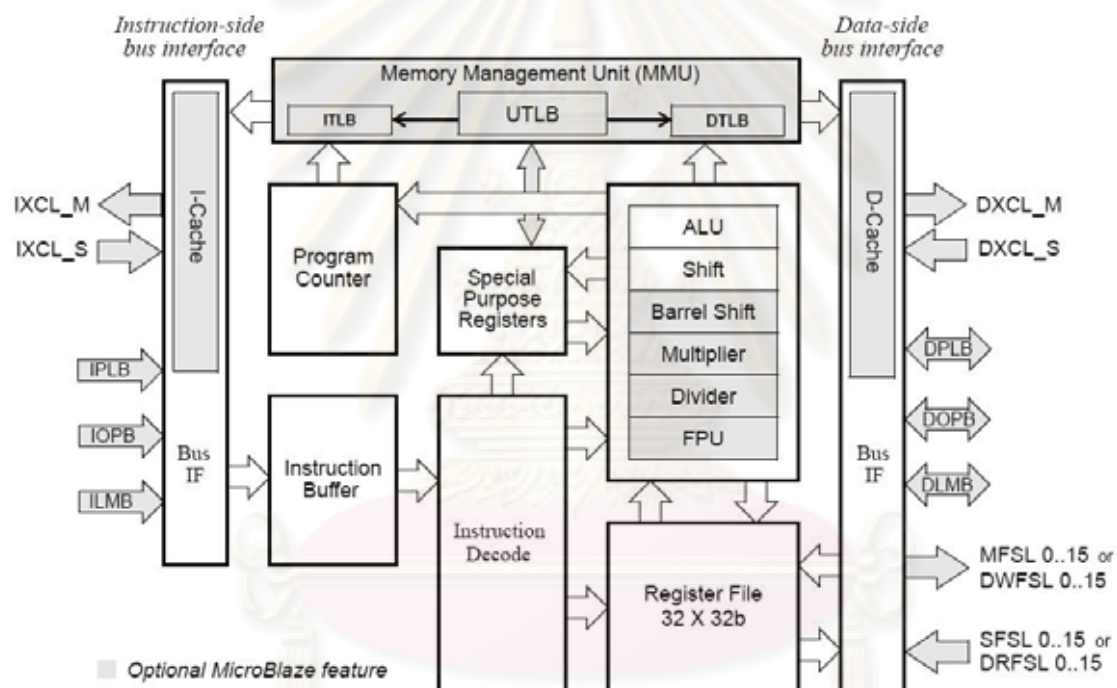 Instruction-side
bus interface
Data-side
bus interface
Memory Management Unit (MMU)
ITLB
UTLB
DTLB
I-Cache
D-Cache
IXCL_M
IXCL_S
DXCL_M
DXCL_S
Program
Counter
Special
Purpose
Registers
ALU
Shift
Barrel Shift
Multiplier
Divider
FPU
IPLB
IOPB
ILMB
Bus
IF
Instruction
Buffer
Instruction
Decode
Bus
IF
DPLB
DOPB
DLMB
Register File
32 X 32b
MFSL 0..15 or
DWFSL 0..15
SFSL 0..15 or
DRFSL 0..15
Optional MicroBlaze feature